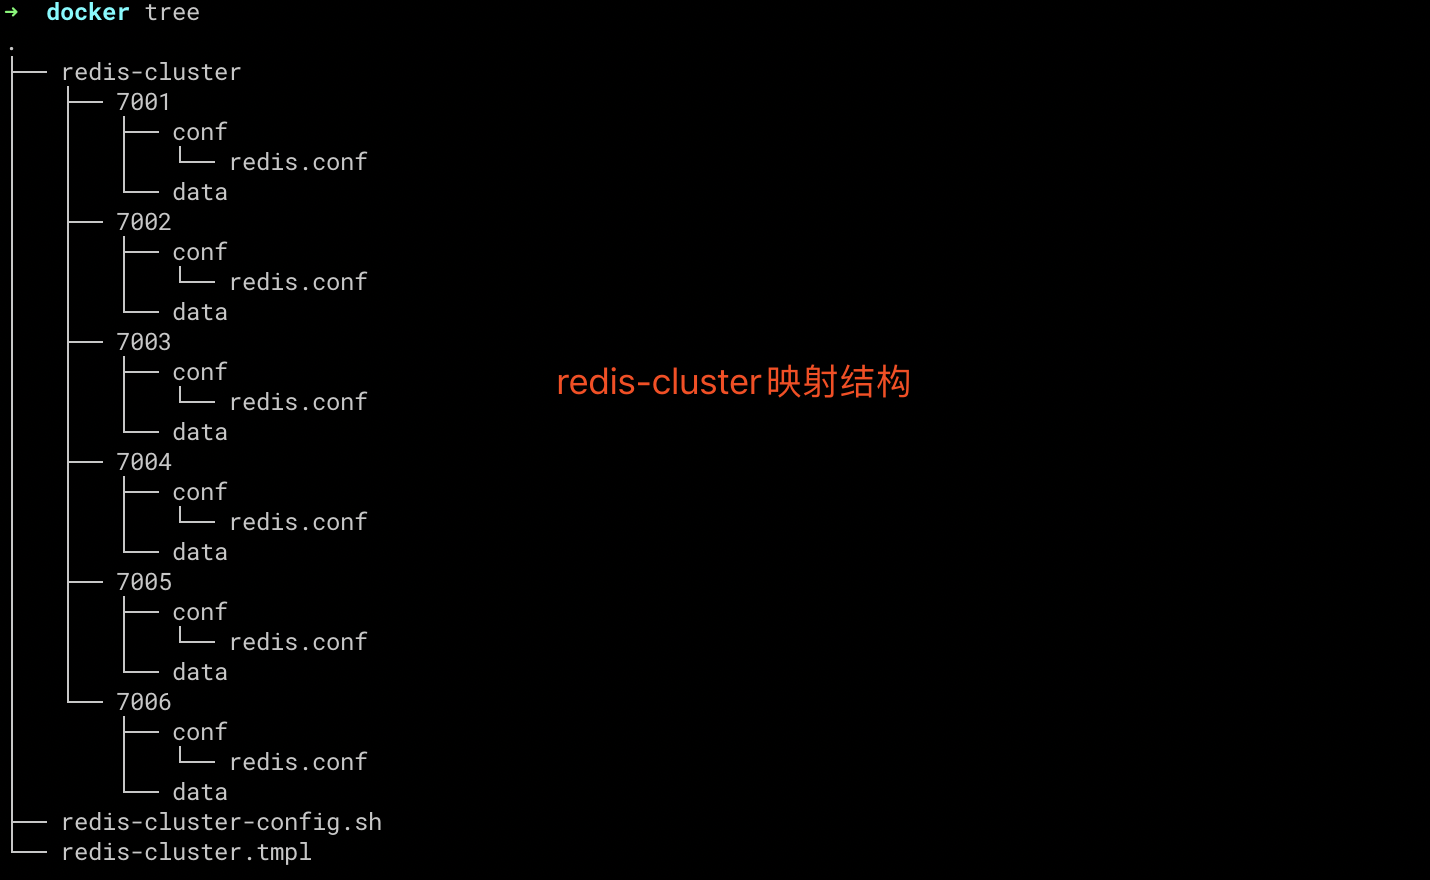 → docker tree
.
├── redis-cluster
│   ├── 7001
│   │   ├── conf
│   │   │   └── redis.conf
│   │   └── data
│   ├── 7002
│   │   ├── conf
│   │   │   └── redis.conf
│   │   └── data
│   ├── 7003
│   │   ├── conf
│   │   │   └── redis.conf
│   │   └── data
│   ├── 7004
│   │   ├── conf
│   │   │   └── redis.conf
│   │   └── data
│   ├── 7005
│   │   ├── conf
│   │   │   └── redis.conf
│   │   └── data
│   └── 7006
│       ├── conf
│       │   └── redis.conf
│       └── data
├── redis-cluster-config.sh
└── redis-cluster.tmpl
redis-cluster映射结构